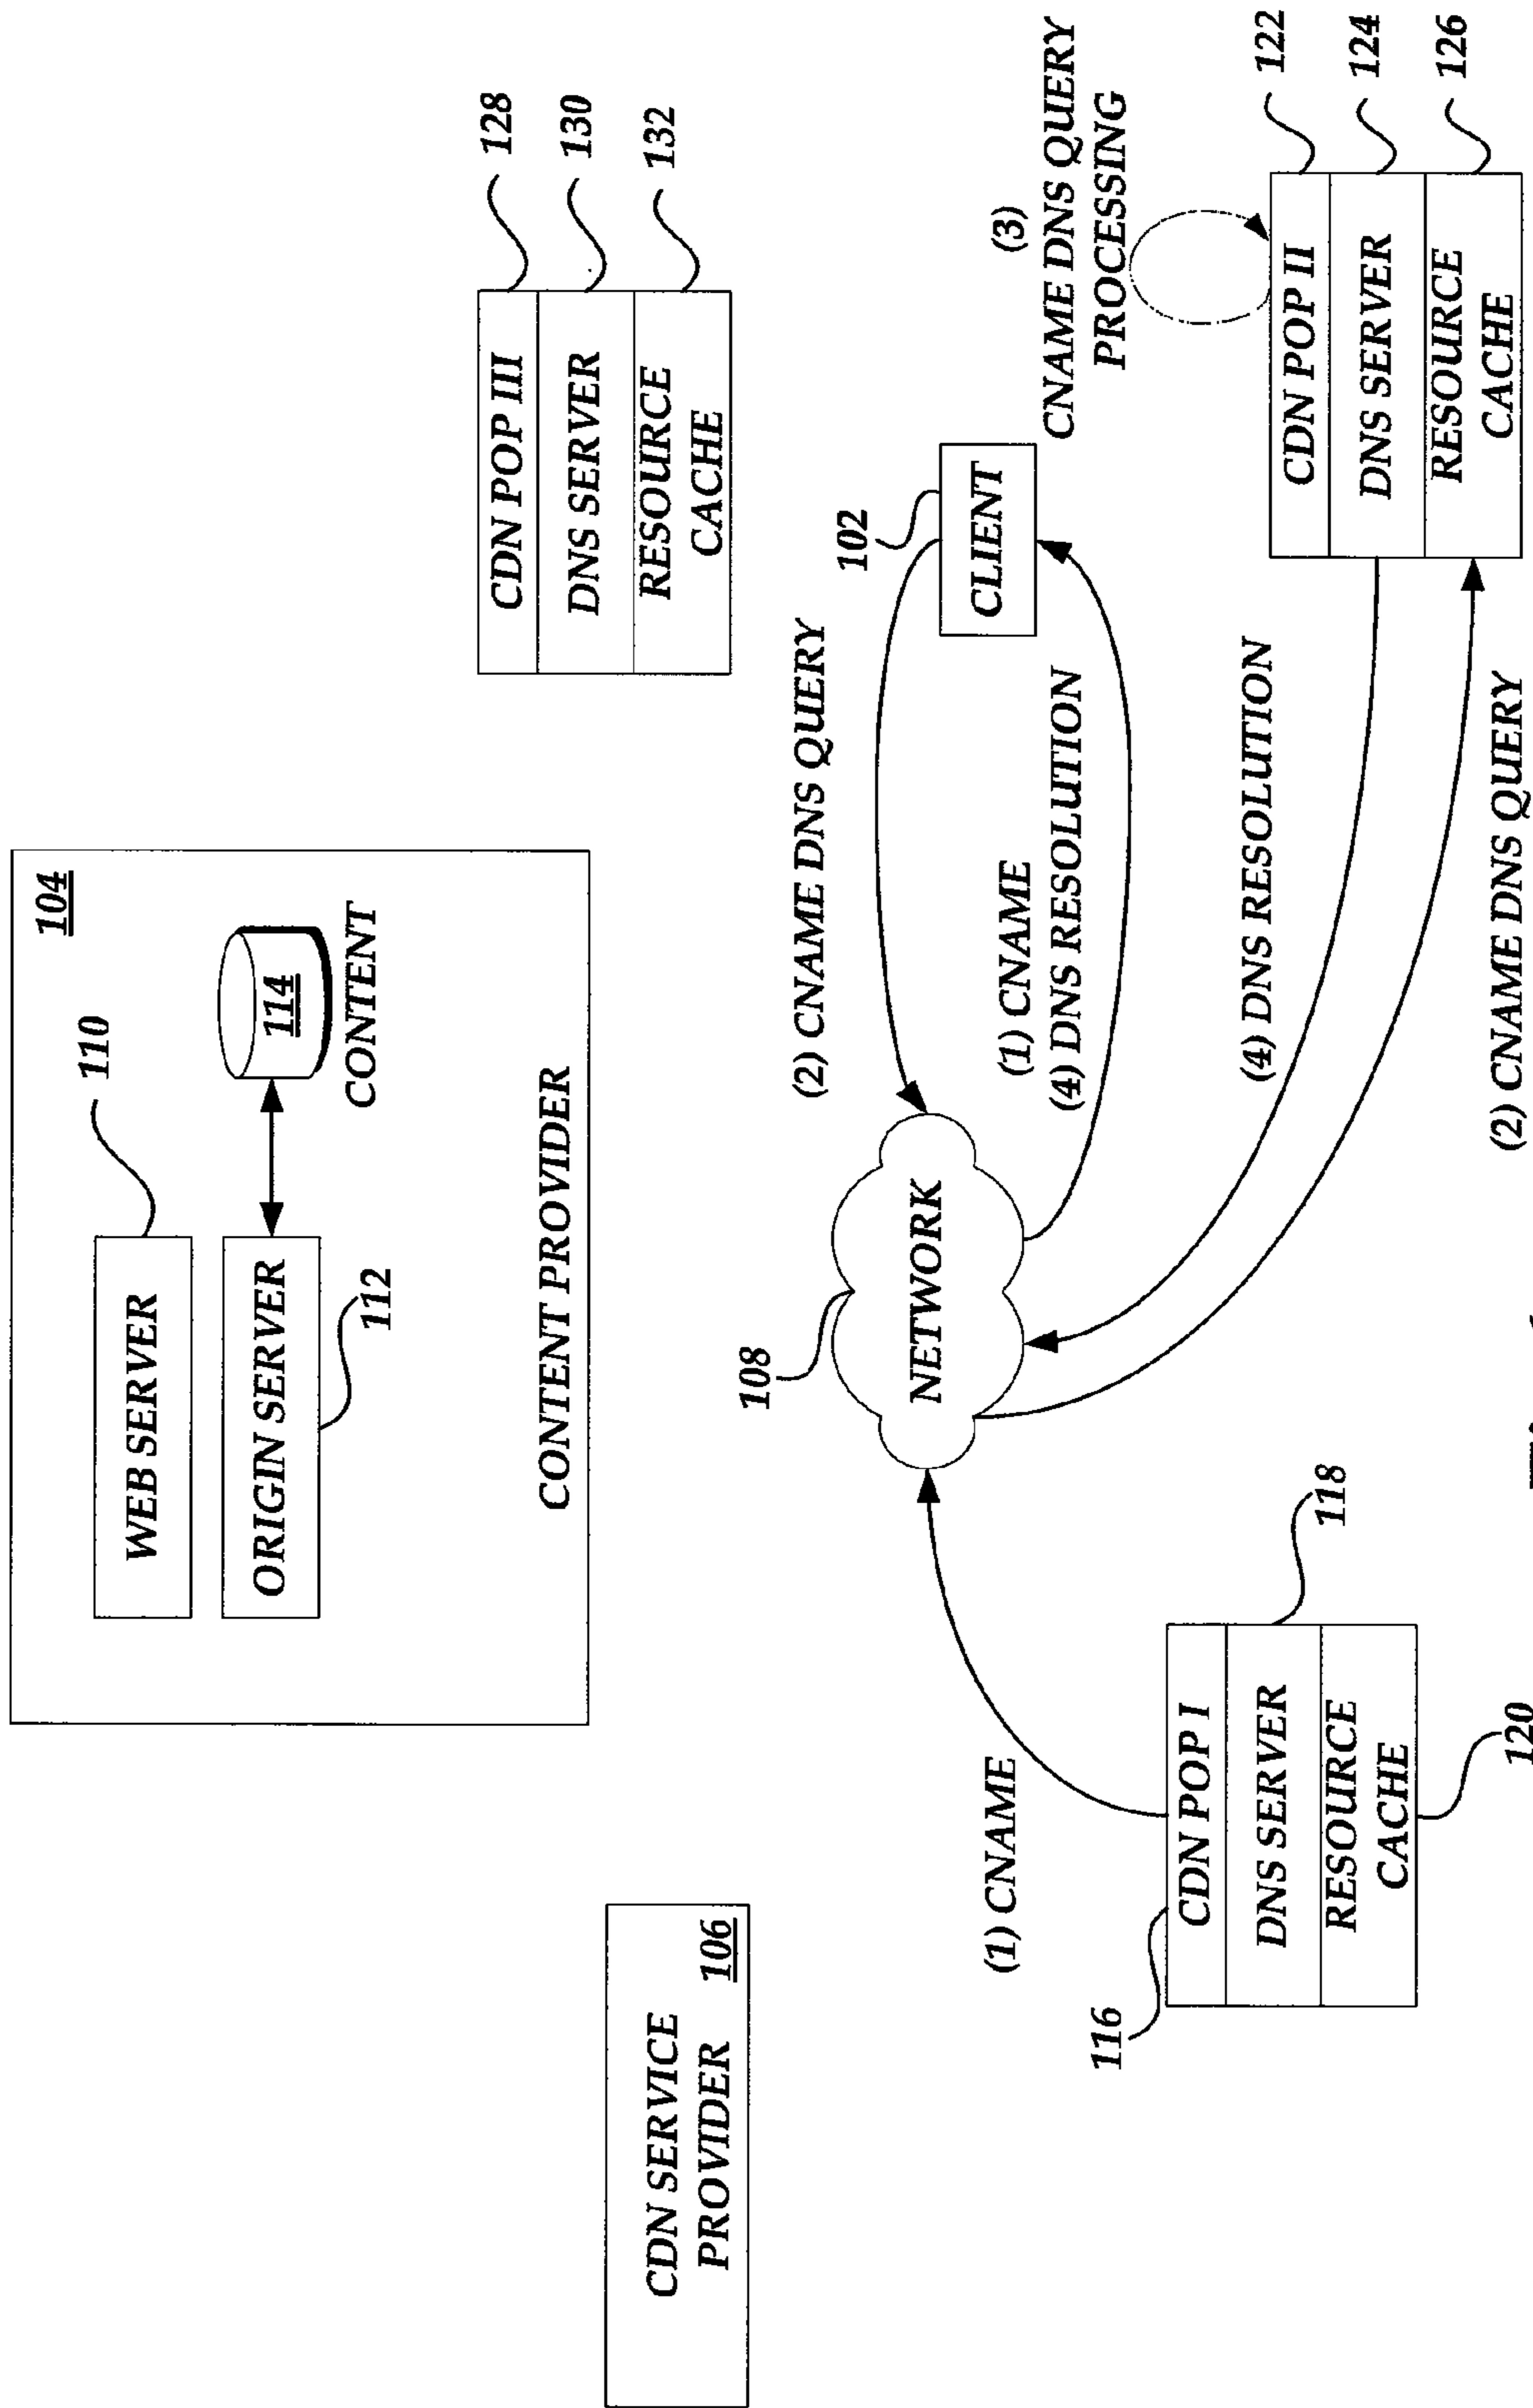 104
WEB SERVER
110
ORIGIN SERVER
112
114
CONTENT
CONTENT PROVIDER
CDN SERVICE
PROVIDER
106
CDN POP III
128
DNS SERVER
130
RESOURCE
CACHE
132
108
NETWORK
(2) CNAME DNS QUERY
102
CLIENT
(1) CNAME
(4) DNS RESOLUTION
(3)
CNAME DNS QUERY
PROCESSING
(1) CNAME
116
CDN POP I
DNS SERVER
118
RESOURCE
CACHE
120
(4) DNS RESOLUTION
(2) CNAME DNS QUERY
CDN POP II
122
DNS SERVER
124
RESOURCE
CACHE
126